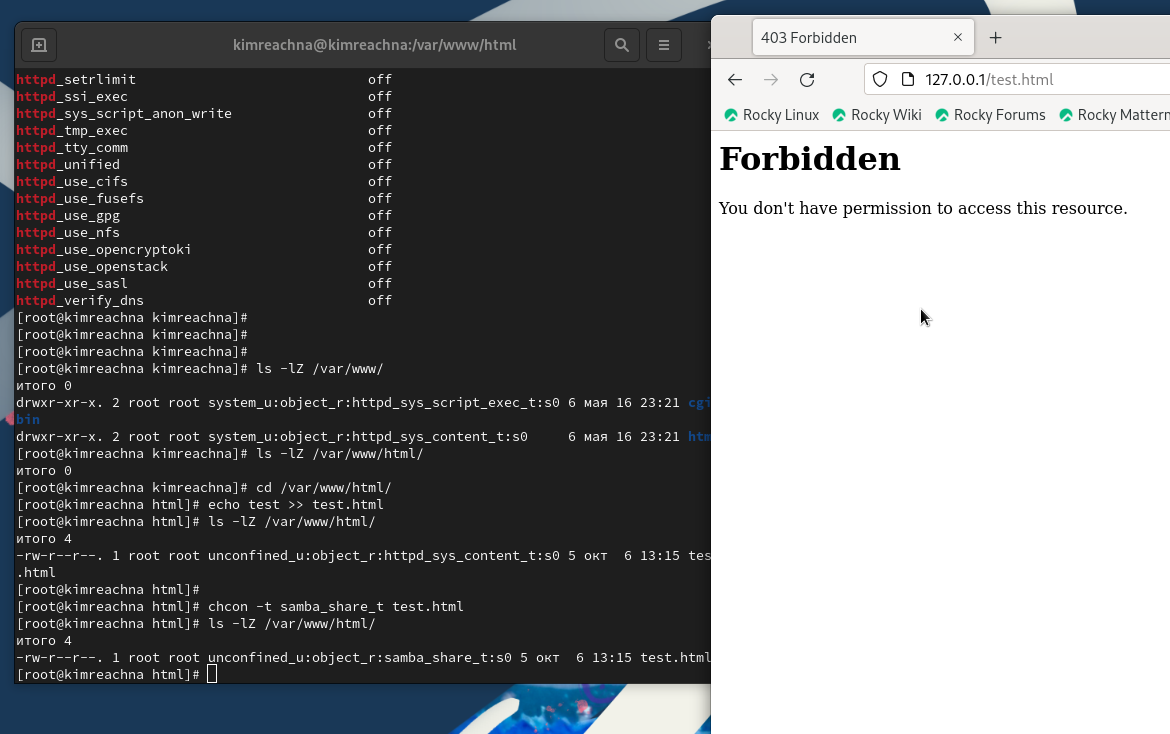 kimreachna@kimreachna:/var/www/html
httpd_setrlimit off
httpd_ssi_exec off
httpd_sys_script_anon_write off
httpd_tmp_exec off
httpd_tty_comm off
httpd_unified off
httpd_use_cifs off
httpd_use_fusefs off
httpd_use_gpg off
httpd_use_nfs off
httpd_use_opencryptoki off
httpd_use_openstack off
httpd_use_sasl off
httpd_verify_dns off
[root@kimreachna kimreachna]#
[root@kimreachna kimreachna]#
[root@kimreachna kimreachna]#
[root@kimreachna kimreachna]# ls -lZ /var/www/
итого 0
drwxr-xr-x. 2 root root system_u:object_r:httpd_sys_script_exec_t:s0 6 мая 16 23:21 cgi
bin
drwxr-xr-x. 2 root root system_u:object_r:httpd_sys_content_t:s0 6 мая 16 23:21 htm
[root@kimreachna kimreachna]# ls -lZ /var/www/html/
итого 0
[root@kimreachna kimreachna]# cd /var/www/html/
[root@kimreachna html]# echo test >> test.html
[root@kimreachna html]# ls -lZ /var/www/html/
итого 4
-rw-r--r--. 1 root root unconfined_u:object_r:httpd_sys_content_t:s0 5 окт 6 13:15 tes
.html
[root@kimreachna html]#
[root@kimreachna html]# chcon -t samba_share_t test.html
[root@kimreachna html]# ls -lZ /var/www/html/
итого 4
-rw-r--r--. 1 root root unconfined_u:object_r:samba_share_t:s0 5 окт 6 13:15 test.html
[root@kimreachna html]#
403 Forbidden
127.0.0.1/test.html
Rocky Linux Rocky Wiki Rocky Forums Rocky Mattern
Forbidden
You don't have permission to access this resource.